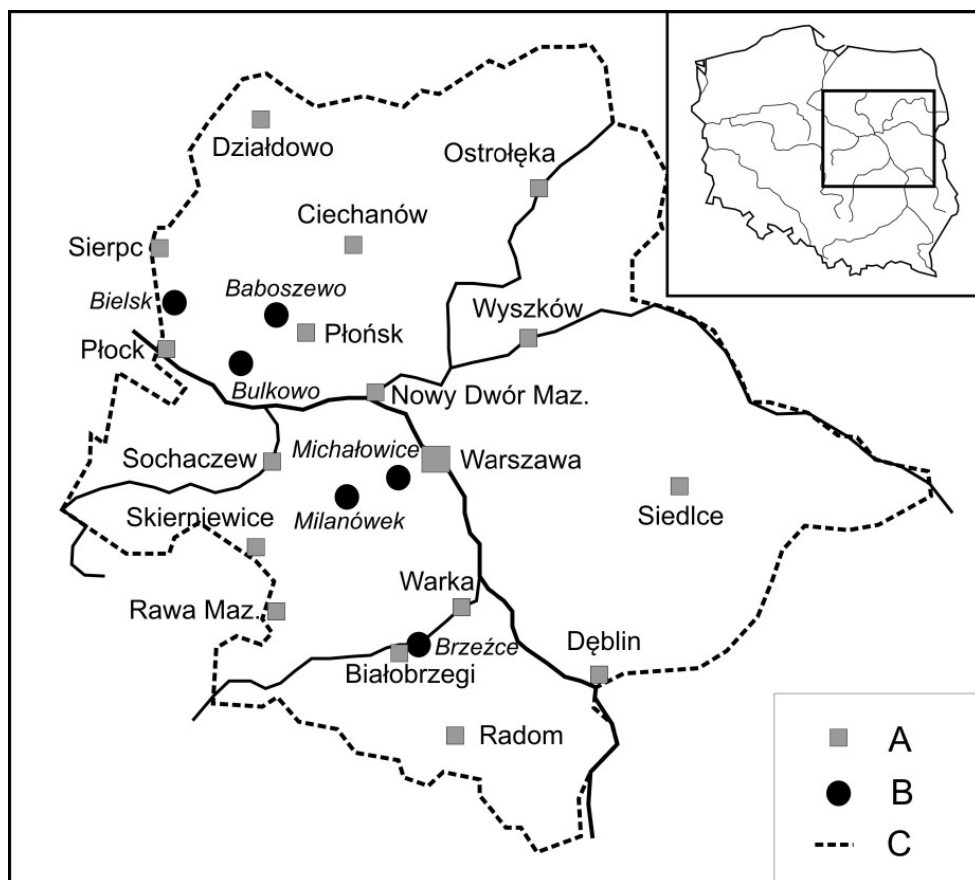 Działdowo
Ostrołęka
Ciechanów
Sierpc
Bielsk
Baboszewo
Wyszków
Płońsk
Płock
Bulkowo
Nowy Dwór Maz.
Michałowice
Sochaczew
Warszawa
Milanówek
Siedlce
Skierniewice
Warka
Rawa Maz.
Brzeźce
Dęblin
Białobrzegi
Radom
A
B
C